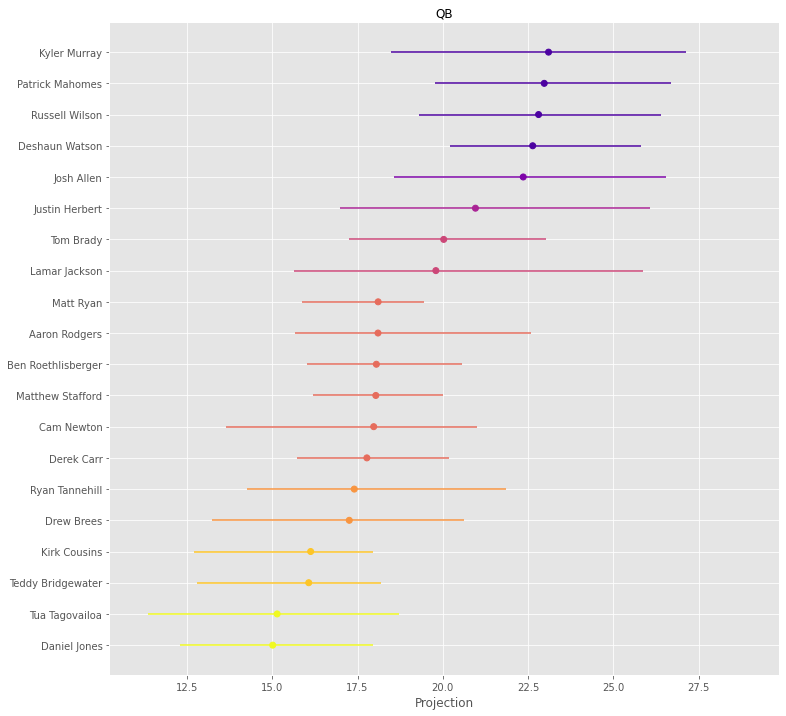 QB
Kyler Murray
Patrick Mahomes
Russell Wilson
Deshaun Watson
Josh Allen
Justin Herbert
Tom Brady
Lamar Jackson
Matt Ryan
Aaron Rodgers
Ben Roethlisberger
Matthew Stafford
Cam Newton
Derek Carr
Ryan Tannehill
Drew Brees
Kirk Cousins
Teddy Bridgewater
Tua Tagovailoa
Daniel Jones
12.5 15.0 17.5 20.0 22.5 25.0 27.5
Projection